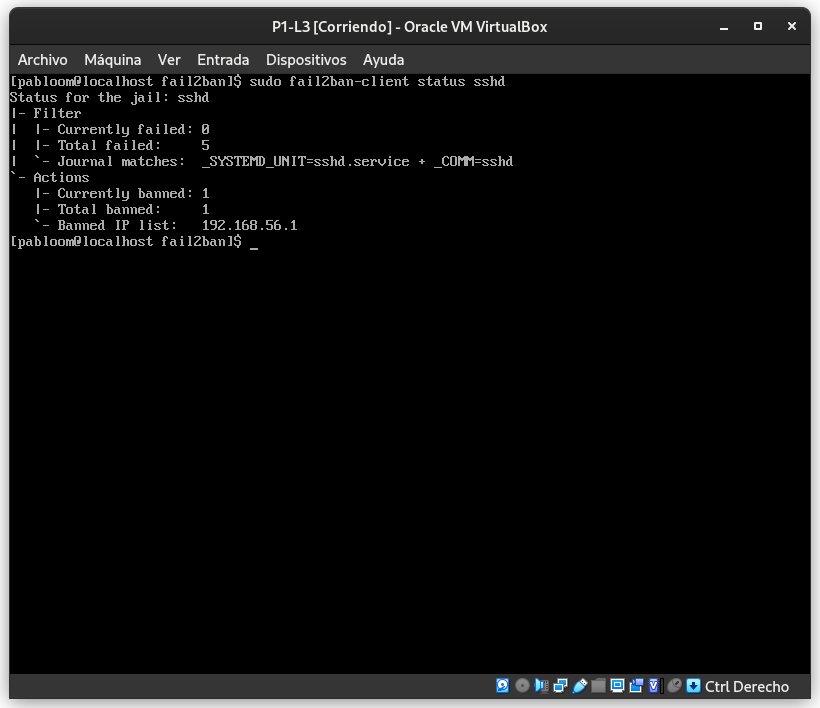 P1-L3 [Corriendo] - Oracle VM VirtualBox
Archivo Máquina Ver Entrada Dispositivos Ayuda
[pabloom@localhost fail2ban]$ sudo fail2ban-client status sshd
Status for the jail: sshd
|- Filter
|  |- Currently failed: 0
|  |- Total failed:     5
|  `- Journal matches:  _SYSTEMD_UNIT=sshd.service + _COMM=sshd
`- Actions
   |- Currently banned: 1
   |- Total banned:     1
   `- Banned IP list:   192.168.56.1
[pabloom@localhost fail2ban]$ _
Ctrl Derecho